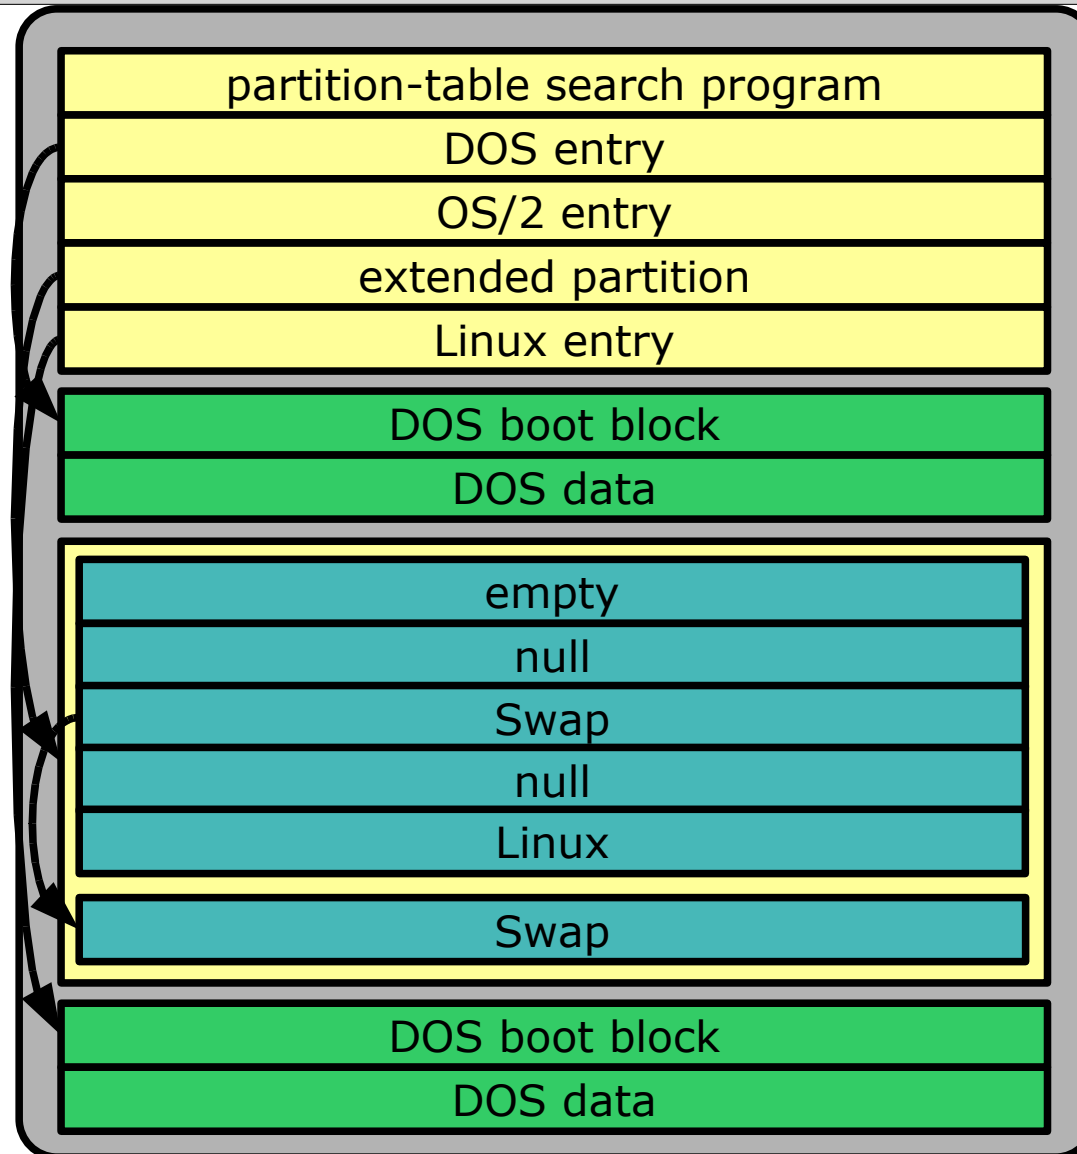 partition-table search program
DOS entry
OS/2 entry
extended partition
Linux entry
DOS boot block
DOS data
empty
null
Swap
null
Linux
Swap
DOS boot block
DOS data